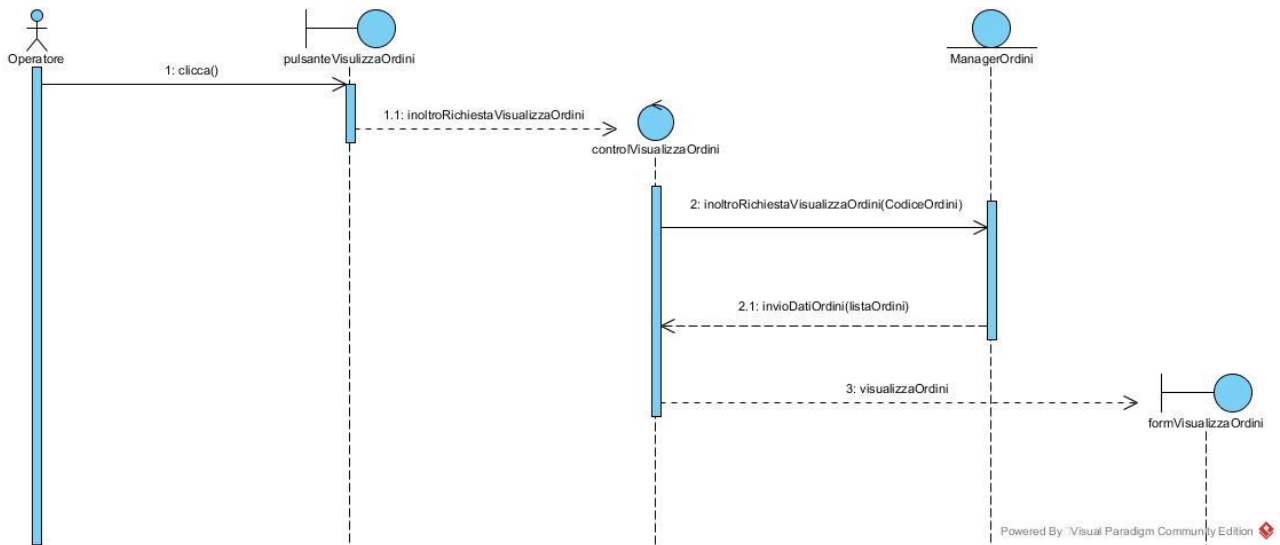 Operatore
pulsanteVisulizzaOrdini
ManagerOrdini
1: clicca()
1.1: inoltroRichiestaVisualizzaOrdini
controlVisualizzaOrdini
2: inoltroRichiestaVisualizzaOrdini(CodiceOrdini)
2.1: invioDatiOrdini(listaOrdini)
3: visualizzaOrdini
formVisualizzaOrdini
Powered By Visual Paradigm Community Edition